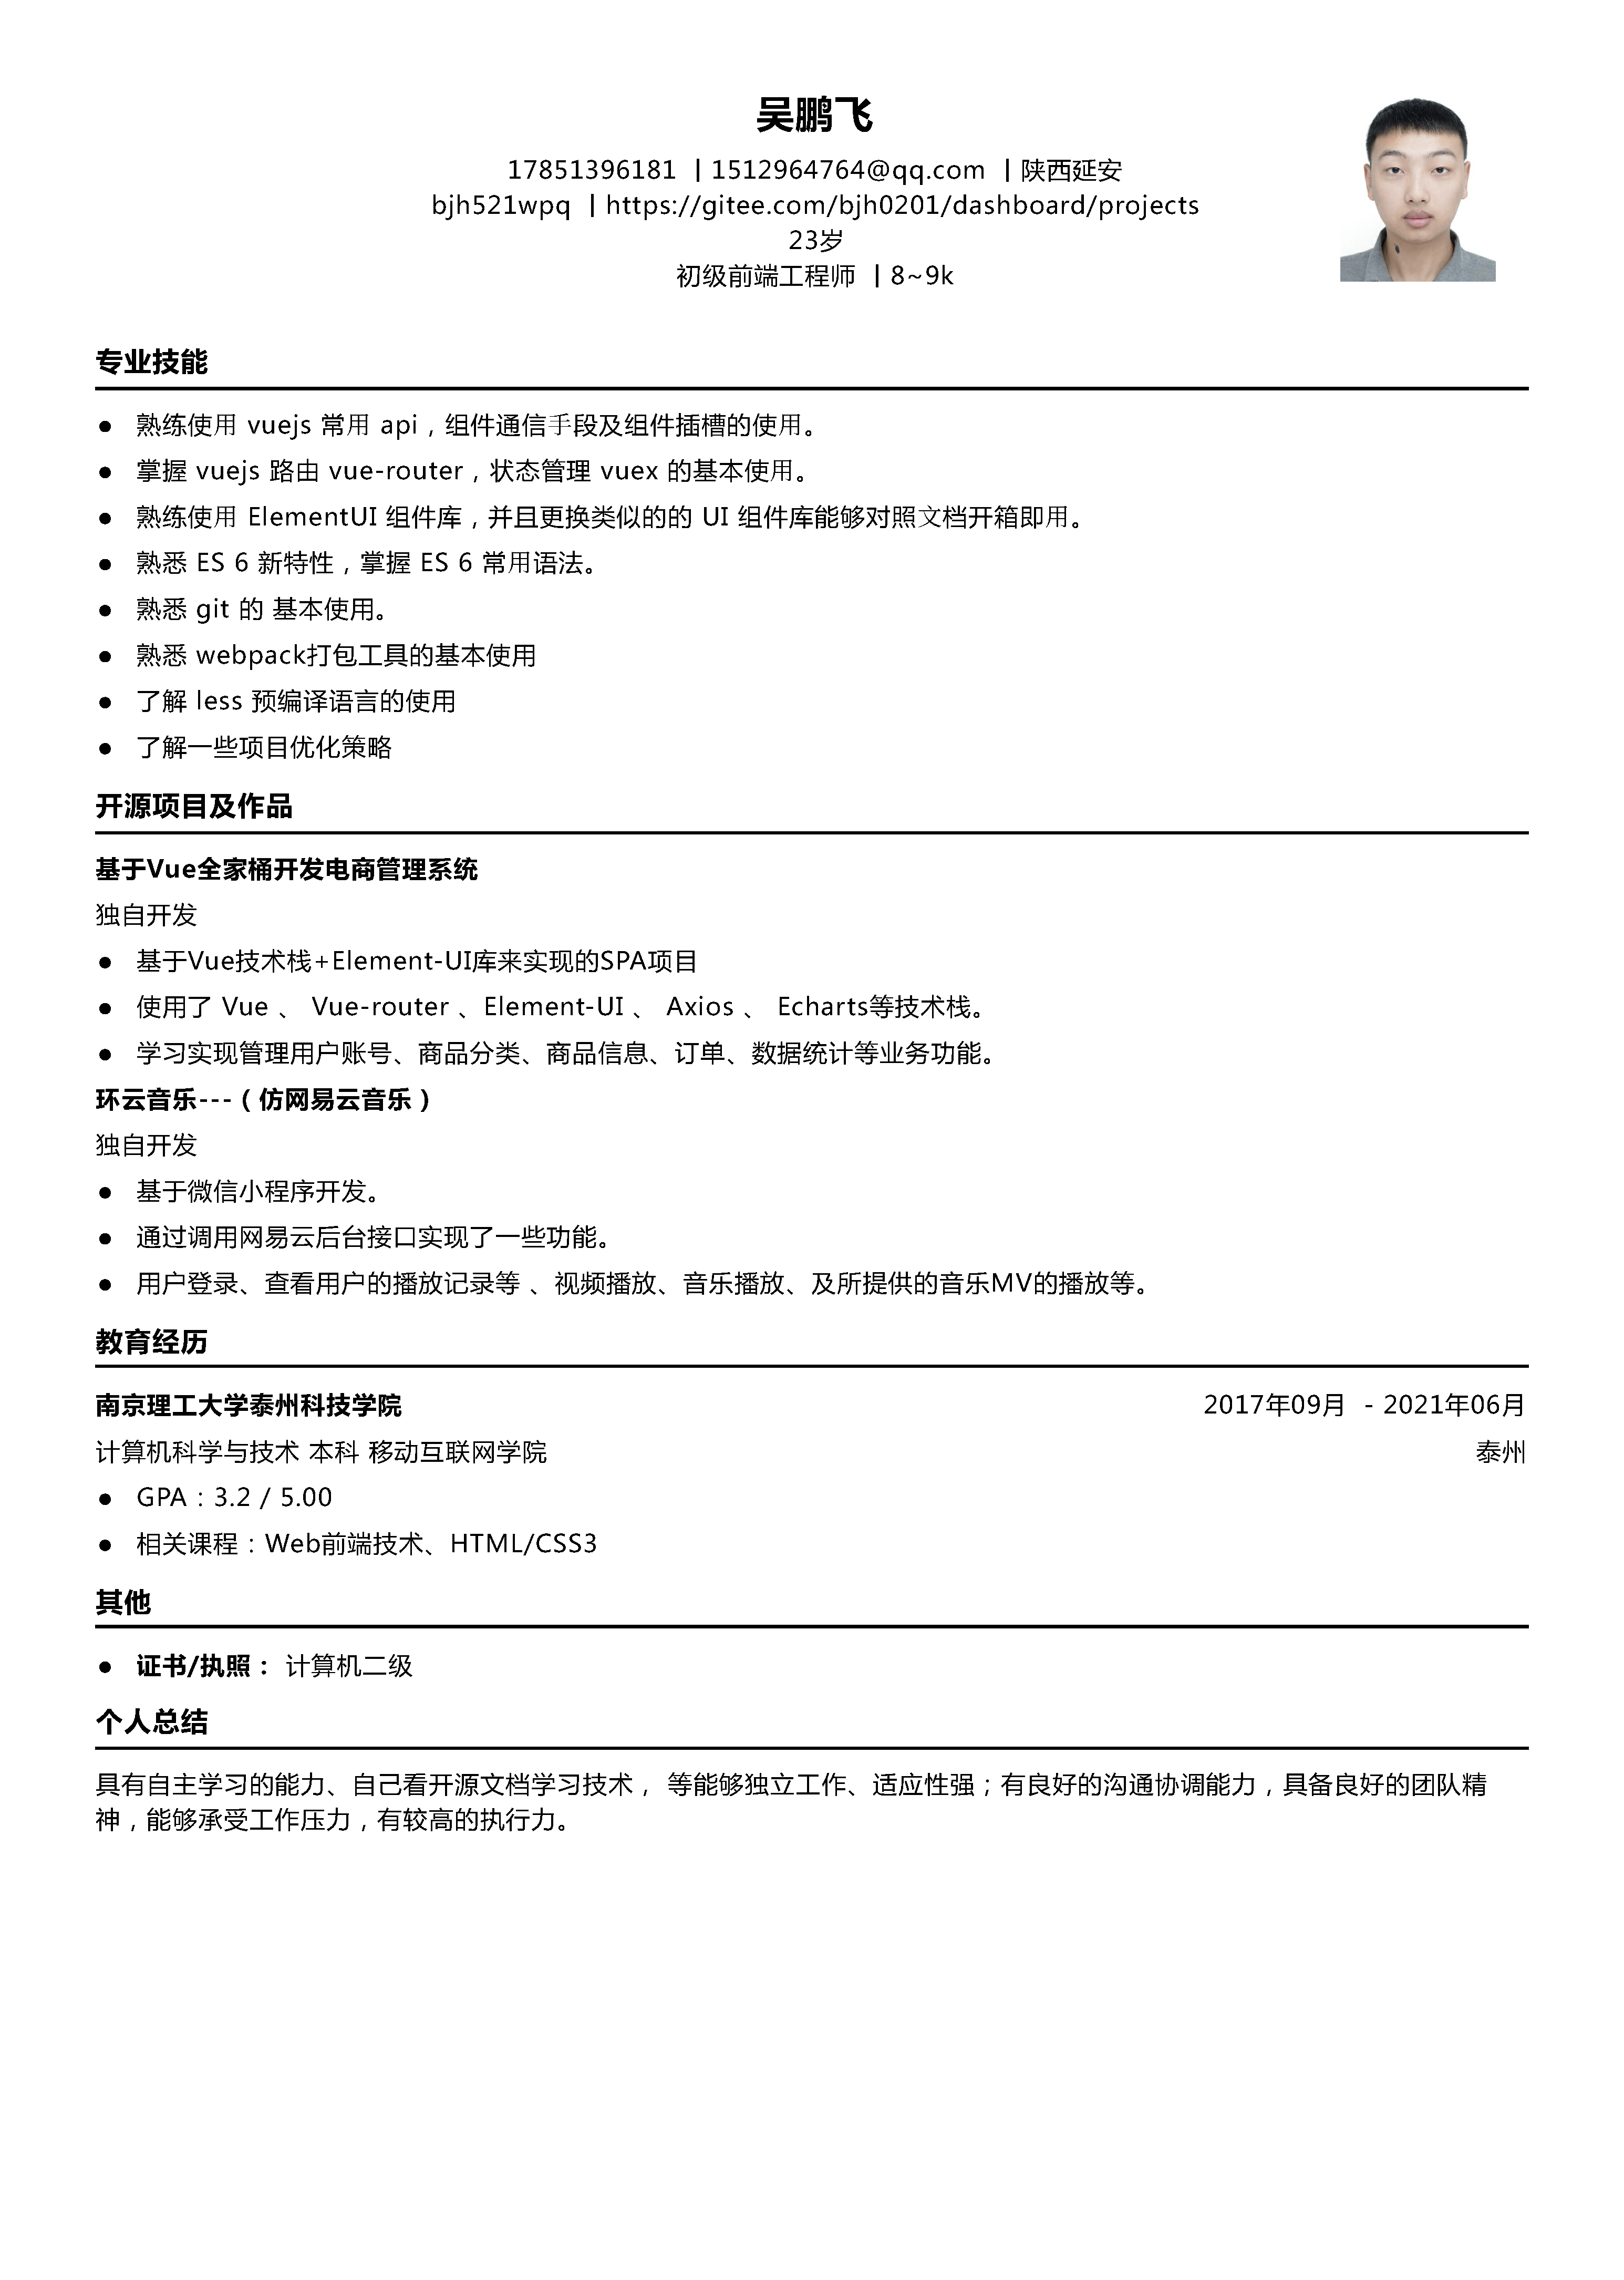 吴鹏飞
17851396181 | 1512964764@qq.com | 陕西延安
bjh521wpq | https://gitee.com/bjh0201/dashboard/projects
23岁
初级前端工程师 | 8~9k
专业技能
● 熟练使用 vuejs 常用 api，组件通信手段及组件插槽的使用。
● 掌握 vuejs 路由 vue-router，状态管理 vuex 的基本使用。
● 熟练使用 ElementUI 组件库，并且更换类似的的 UI 组件库能够对照文档开箱即用。
● 熟悉 ES 6 新特性，掌握 ES 6 常用语法。
● 熟悉 git 的 基本使用。
● 熟悉 webpack打包工具的基本使用
● 了解 less 预编译语言的使用
● 了解一些项目优化策略
开源项目及作品
基于Vue全家桶开发电商管理系统
独自开发
● 基于Vue技术栈+Element-UI库来实现的SPA项目
● 使用了 Vue 、 Vue-router 、Element-UI 、 Axios 、 Echarts等技术栈。
● 学习实现管理用户账号、商品分类、商品信息、订单、数据统计等业务功能。
环云音乐---（仿网易云音乐）
独自开发
● 基于微信小程序开发。
● 通过调用网易云后台接口实现了一些功能。
● 用户登录、查看用户的播放记录等 、视频播放、音乐播放、及所提供的音乐MV的播放等。
教育经历
南京理工大学泰州科技学院 2017年09月 - 2021年06月
计算机科学与技术 本科 移动互联网学院 泰州
● GPA：3.2 / 5.00
● 相关课程：Web前端技术、HTML/CSS3
其他
● 证书/执照： 计算机二级
个人总结
具有自主学习的能力、自己看开源文档学习技术， 等能够独立工作、适应性强；有良好的沟通协调能力，具备良好的团队精
神，能够承受工作压力，有较高的执行力。